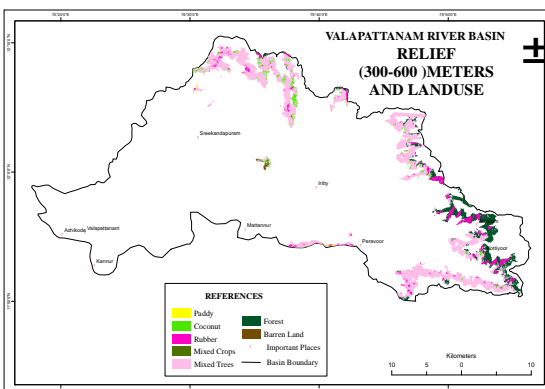 VALAPATTANAM RIVER BASIN
RELIEF
(300-600 )METERS
AND LANDUSE
Sreekandapuram
Iritty
Azhikode
Valapattanam
Mattannur
Peravoor
Kannur
REFERENCES
Paddy
Coconut
Rubber
Mixed Crops
Mixed Trees
Forest
Barren Land
Important Places
Basin Boundary
Kilometers
10 5 0 10